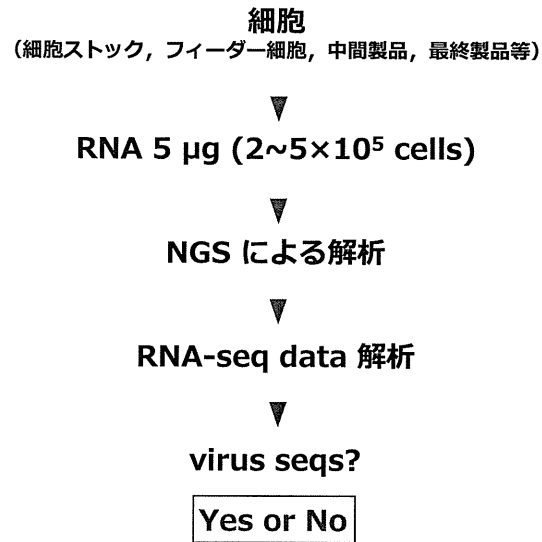 細胞
（細胞ストック，フィーダー細胞，中間製品，最終製品等）
RNA 5 μg (2~5×10⁵ cells)
NGS による解析
RNA-seq data 解析
virus seqs?
Yes or No